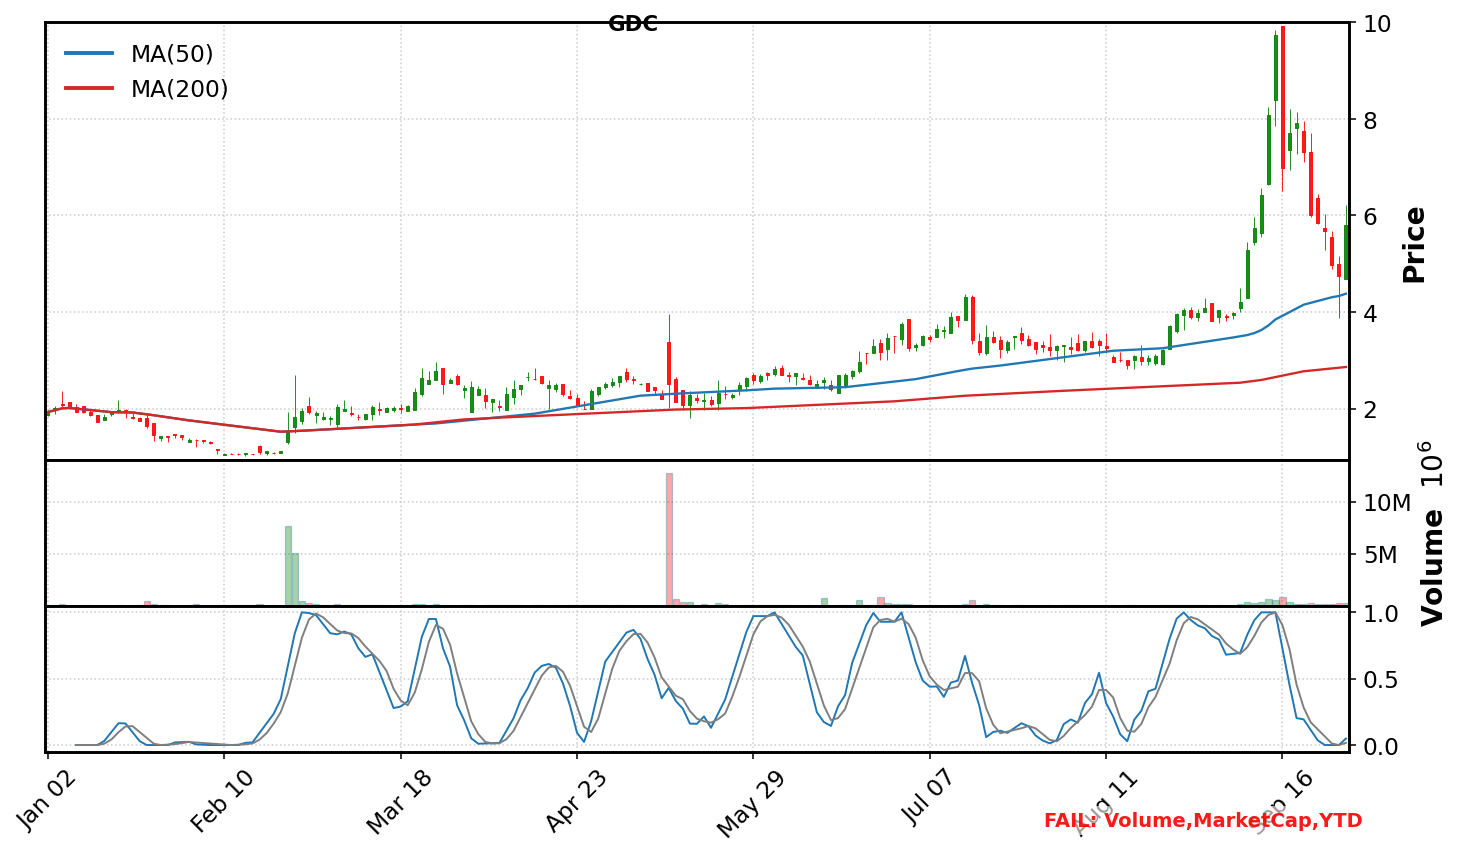 GDC
MA(50)
MA(200)
10
8
6
4
2
Price
10M
5M
Volume 10⁶
1.0
0.5
0.0
Jan 02
Feb 10
Mar 18
Apr 23
May 29
Jul 07
Aug 11
Sep 16
FAIL: Volume,MarketCap,YTD